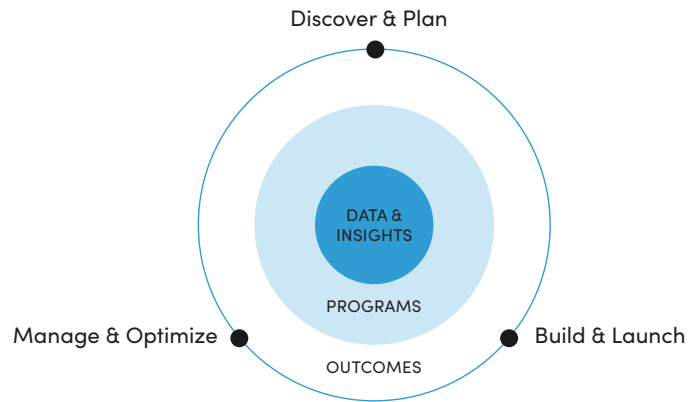 Discover & Plan
DATA &
INSIGHTS
PROGRAMS
Manage & Optimize
Build & Launch
OUTCOMES